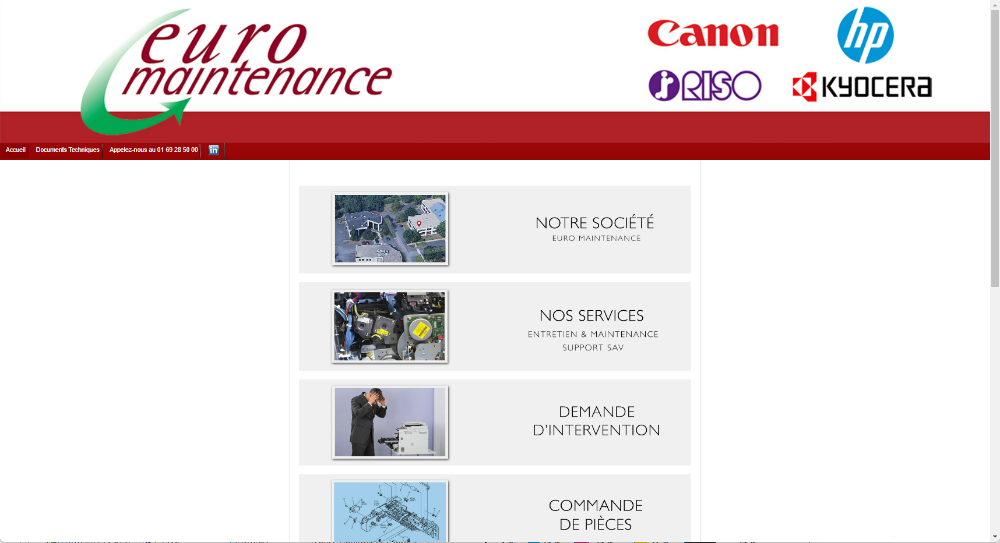 euro
maintenance
Canon
hp
RISO
KYOCERA
Accueil
Documents Techniques
Appelez-nous au 01 69 28 50 00
in
NOTRE SOCIÉTÉ
EURO MAINTENANCE
NOS SERVICES
ENTRETIEN & MAINTENANCE
SUPPORT SAV
DEMANDE
D'INTERVENTION
COMMANDE
DE PIÈCES